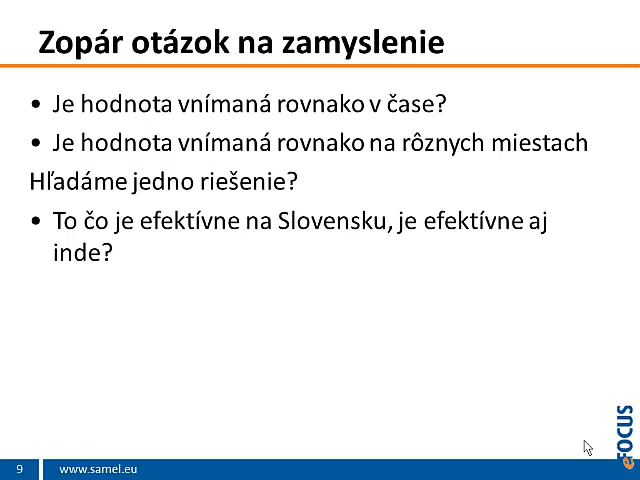 Zopár otázok na zamyslenie
• Je hodnota vnímaná rovnako v čase?
• Je hodnota vnímaná rovnako na rôznych miestach
Hľadáme jedno riešenie?
• To čo je efektívne na Slovensku, je efektívne aj
inde?
eFOCUS
9
www.samel.eu